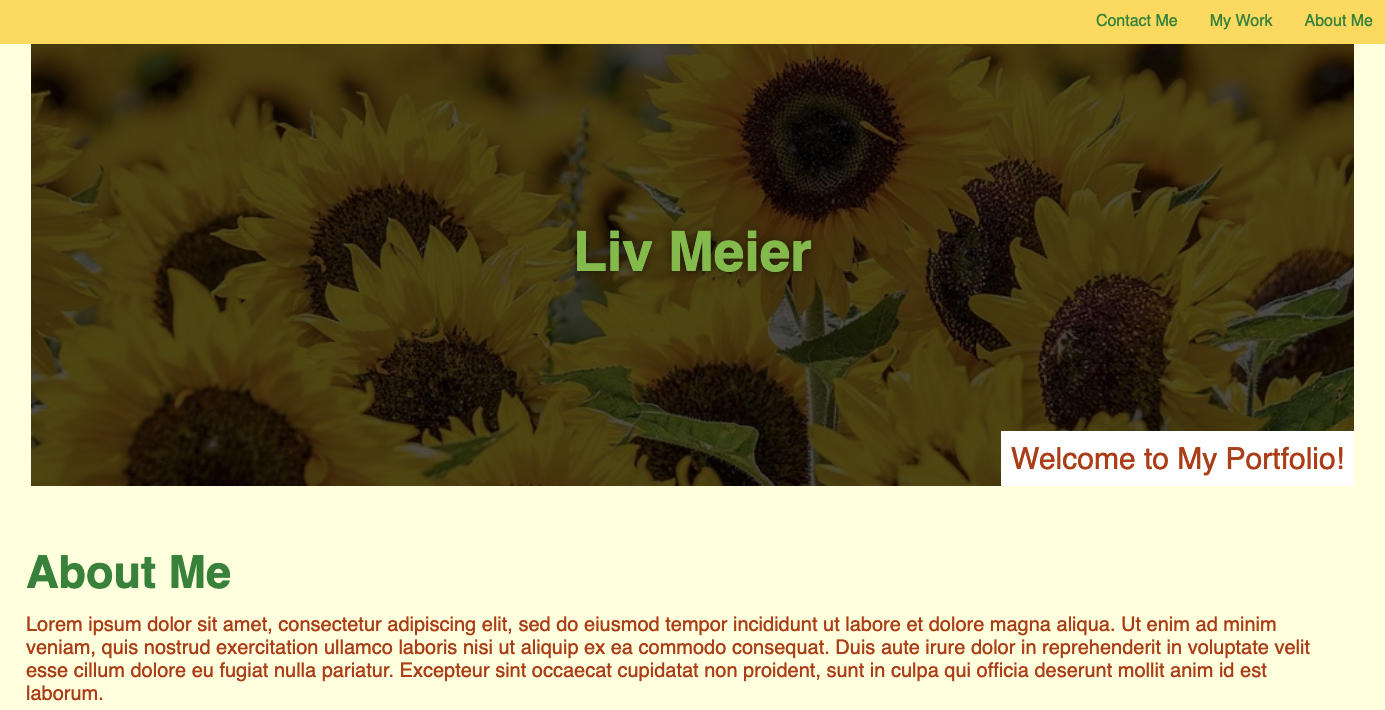 Contact Me My Work About Me
Liv Meier
Welcome to My Portfolio!
About Me
Lorem ipsum dolor sit amet, consectetur adipiscing elit, sed do eiusmod tempor incididunt ut labore et dolore magna aliqua. Ut enim ad minim
veniam, quis nostrud exercitation ullamco laboris nisi ut aliquip ex ea commodo consequat. Duis aute irure dolor in reprehenderit in voluptate velit
esse cillum dolore eu fugiat nulla pariatur. Excepteur sint occaecat cupidatat non proident, sunt in culpa qui officia deserunt mollit anim id est
laborum.